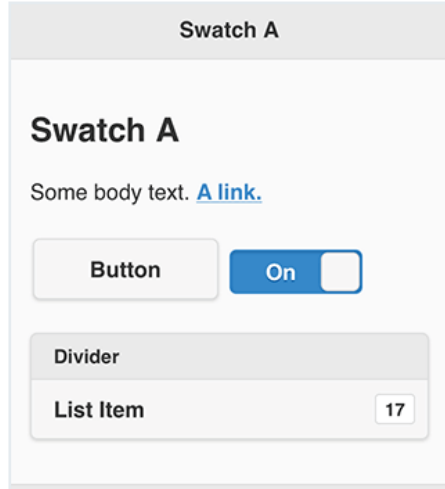 Swatch A
Swatch A
Some body text. A link.
Button On
Divider
List Item 17